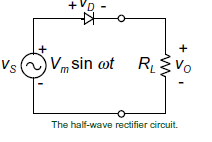 + VD -
+
+
VS
Vm sin ωt
RL
VO
-
-
The half-wave rectifier circuit.